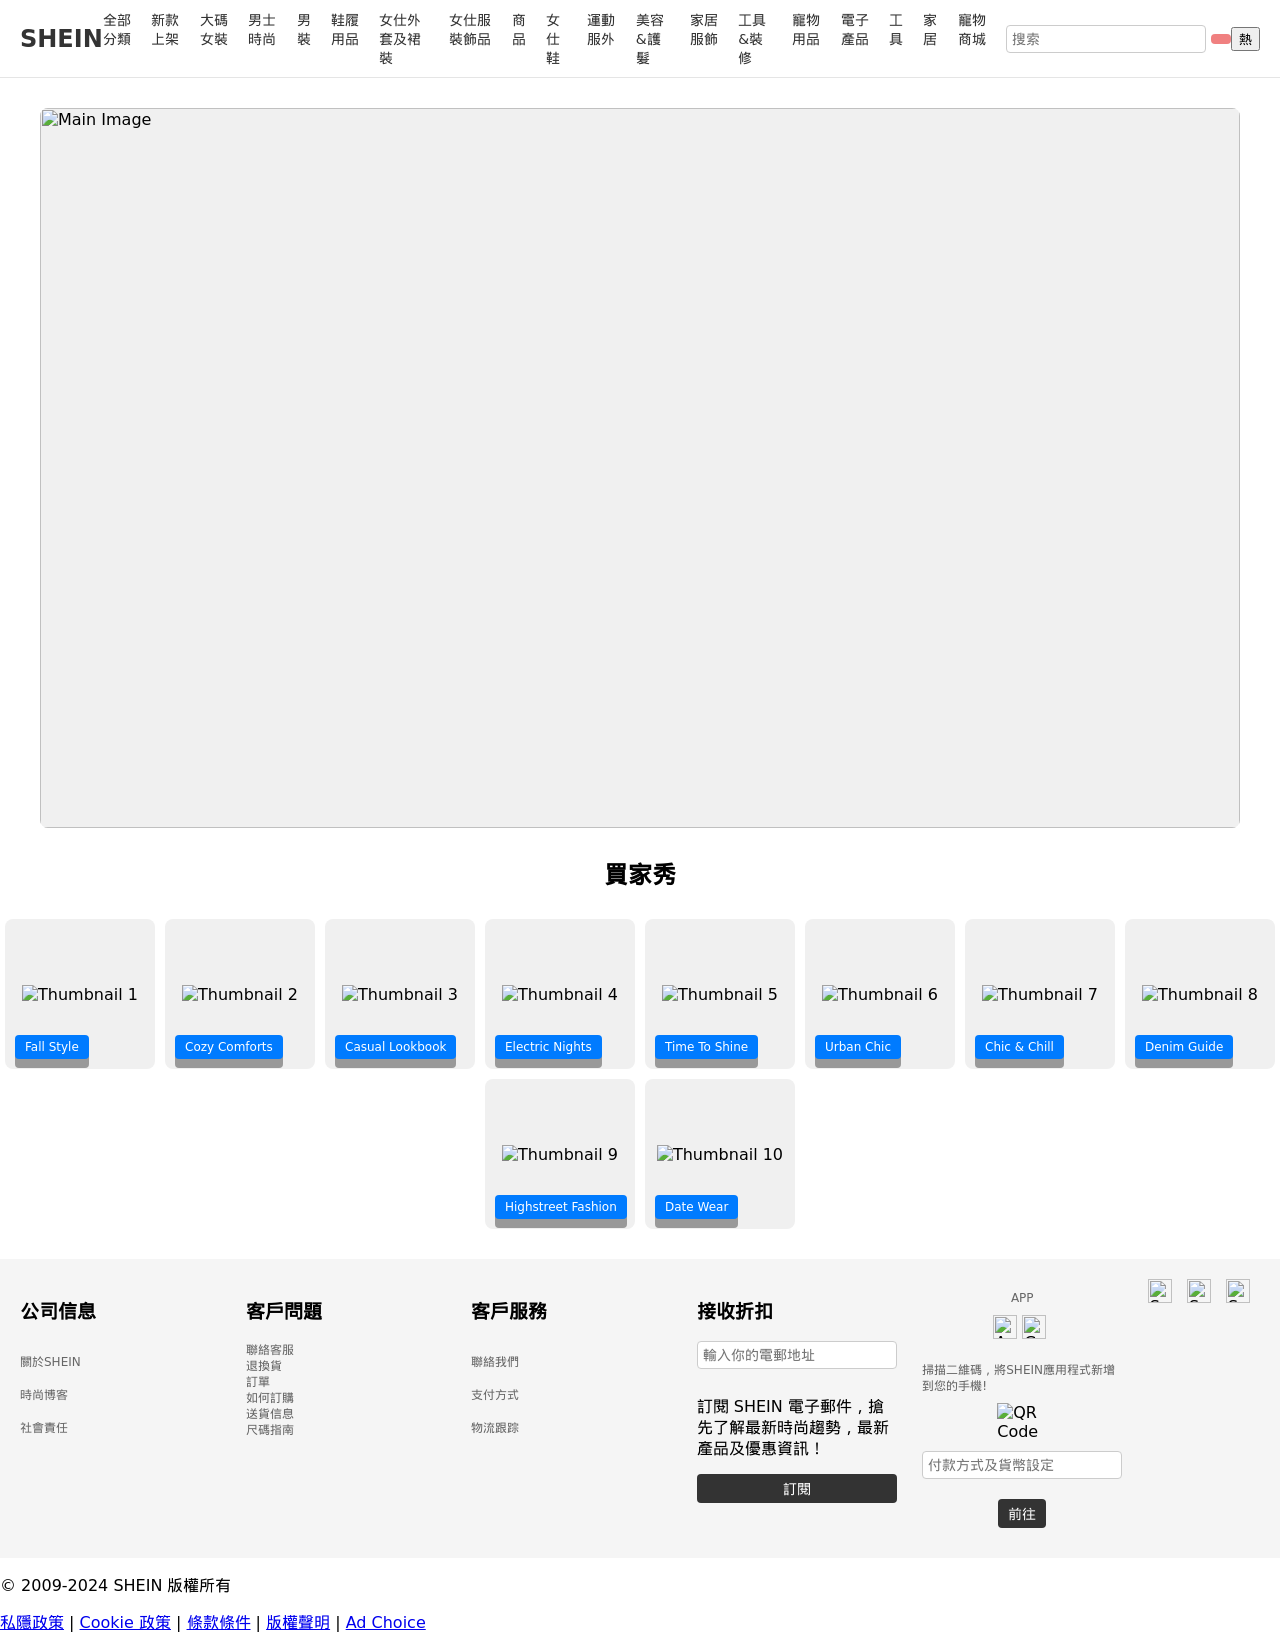 SHEIN
全部
分類
新款
上架
大碼
女裝
男士
時尚
男
裝
鞋履
用品
女仕外
套及裙
裝
女仕服
裝飾品
商
品
女
仕
鞋
運動
服外
美容
&護
髮
家居
服飾
工具
&裝
修
寵物
用品
電子
產品
工
具
家
居
寵物
商城
搜索
熱
Main Image
買家秀
Thumbnail 1
Fall Style
Thumbnail 2
Cozy Comforts
Thumbnail 3
Casual Lookbook
Thumbnail 4
Electric Nights
Thumbnail 5
Time To Shine
Thumbnail 6
Urban Chic
Thumbnail 7
Chic & Chill
Thumbnail 8
Denim Guide
Thumbnail 9
Highstreet Fashion
Thumbnail 10
Date Wear
公司信息
關於SHEIN
時尚博客
社會責任
客戶問題
聯絡客服
退換貨
訂單
如何訂購
送貨信息
尺碼指南
客戶服務
聯絡我們
支付方式
物流跟踪
接收折扣
輸入你的電郵地址
訂閱 SHEIN 電子郵件，搶
先了解最新時尚趨勢，最新
產品及優惠資訊！
訂閱
APP
掃描二維碼，將SHEIN應用程式新增
到您的手機!
QR
Code
付款方式及貨幣設定
前往
© 2009-2024 SHEIN 版權所有
私隱政策 | Cookie 政策 | 條款條件 | 版權聲明 | Ad Choice